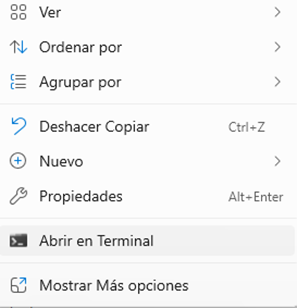 Ver
Ordenar por
Agrupar por
Deshacer Copiar Ctrl+Z
Nuevo
Propiedades Alt+Enter
Abrir en Terminal
Mostrar Más opciones